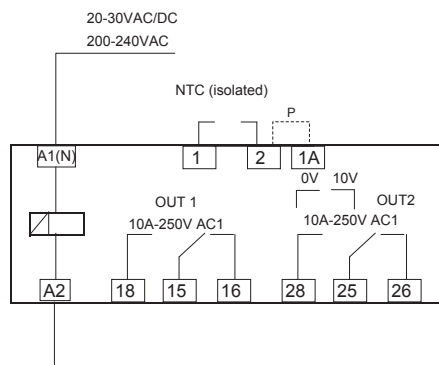 20-30VAC/DC
200-240VAC
NTC (isolated)
P
A1(N) 1 2 1A
0V 10V
OUT 1 OUT2
10A-250V AC1 10A-250V AC1
A2 18 15 16 28 25 26